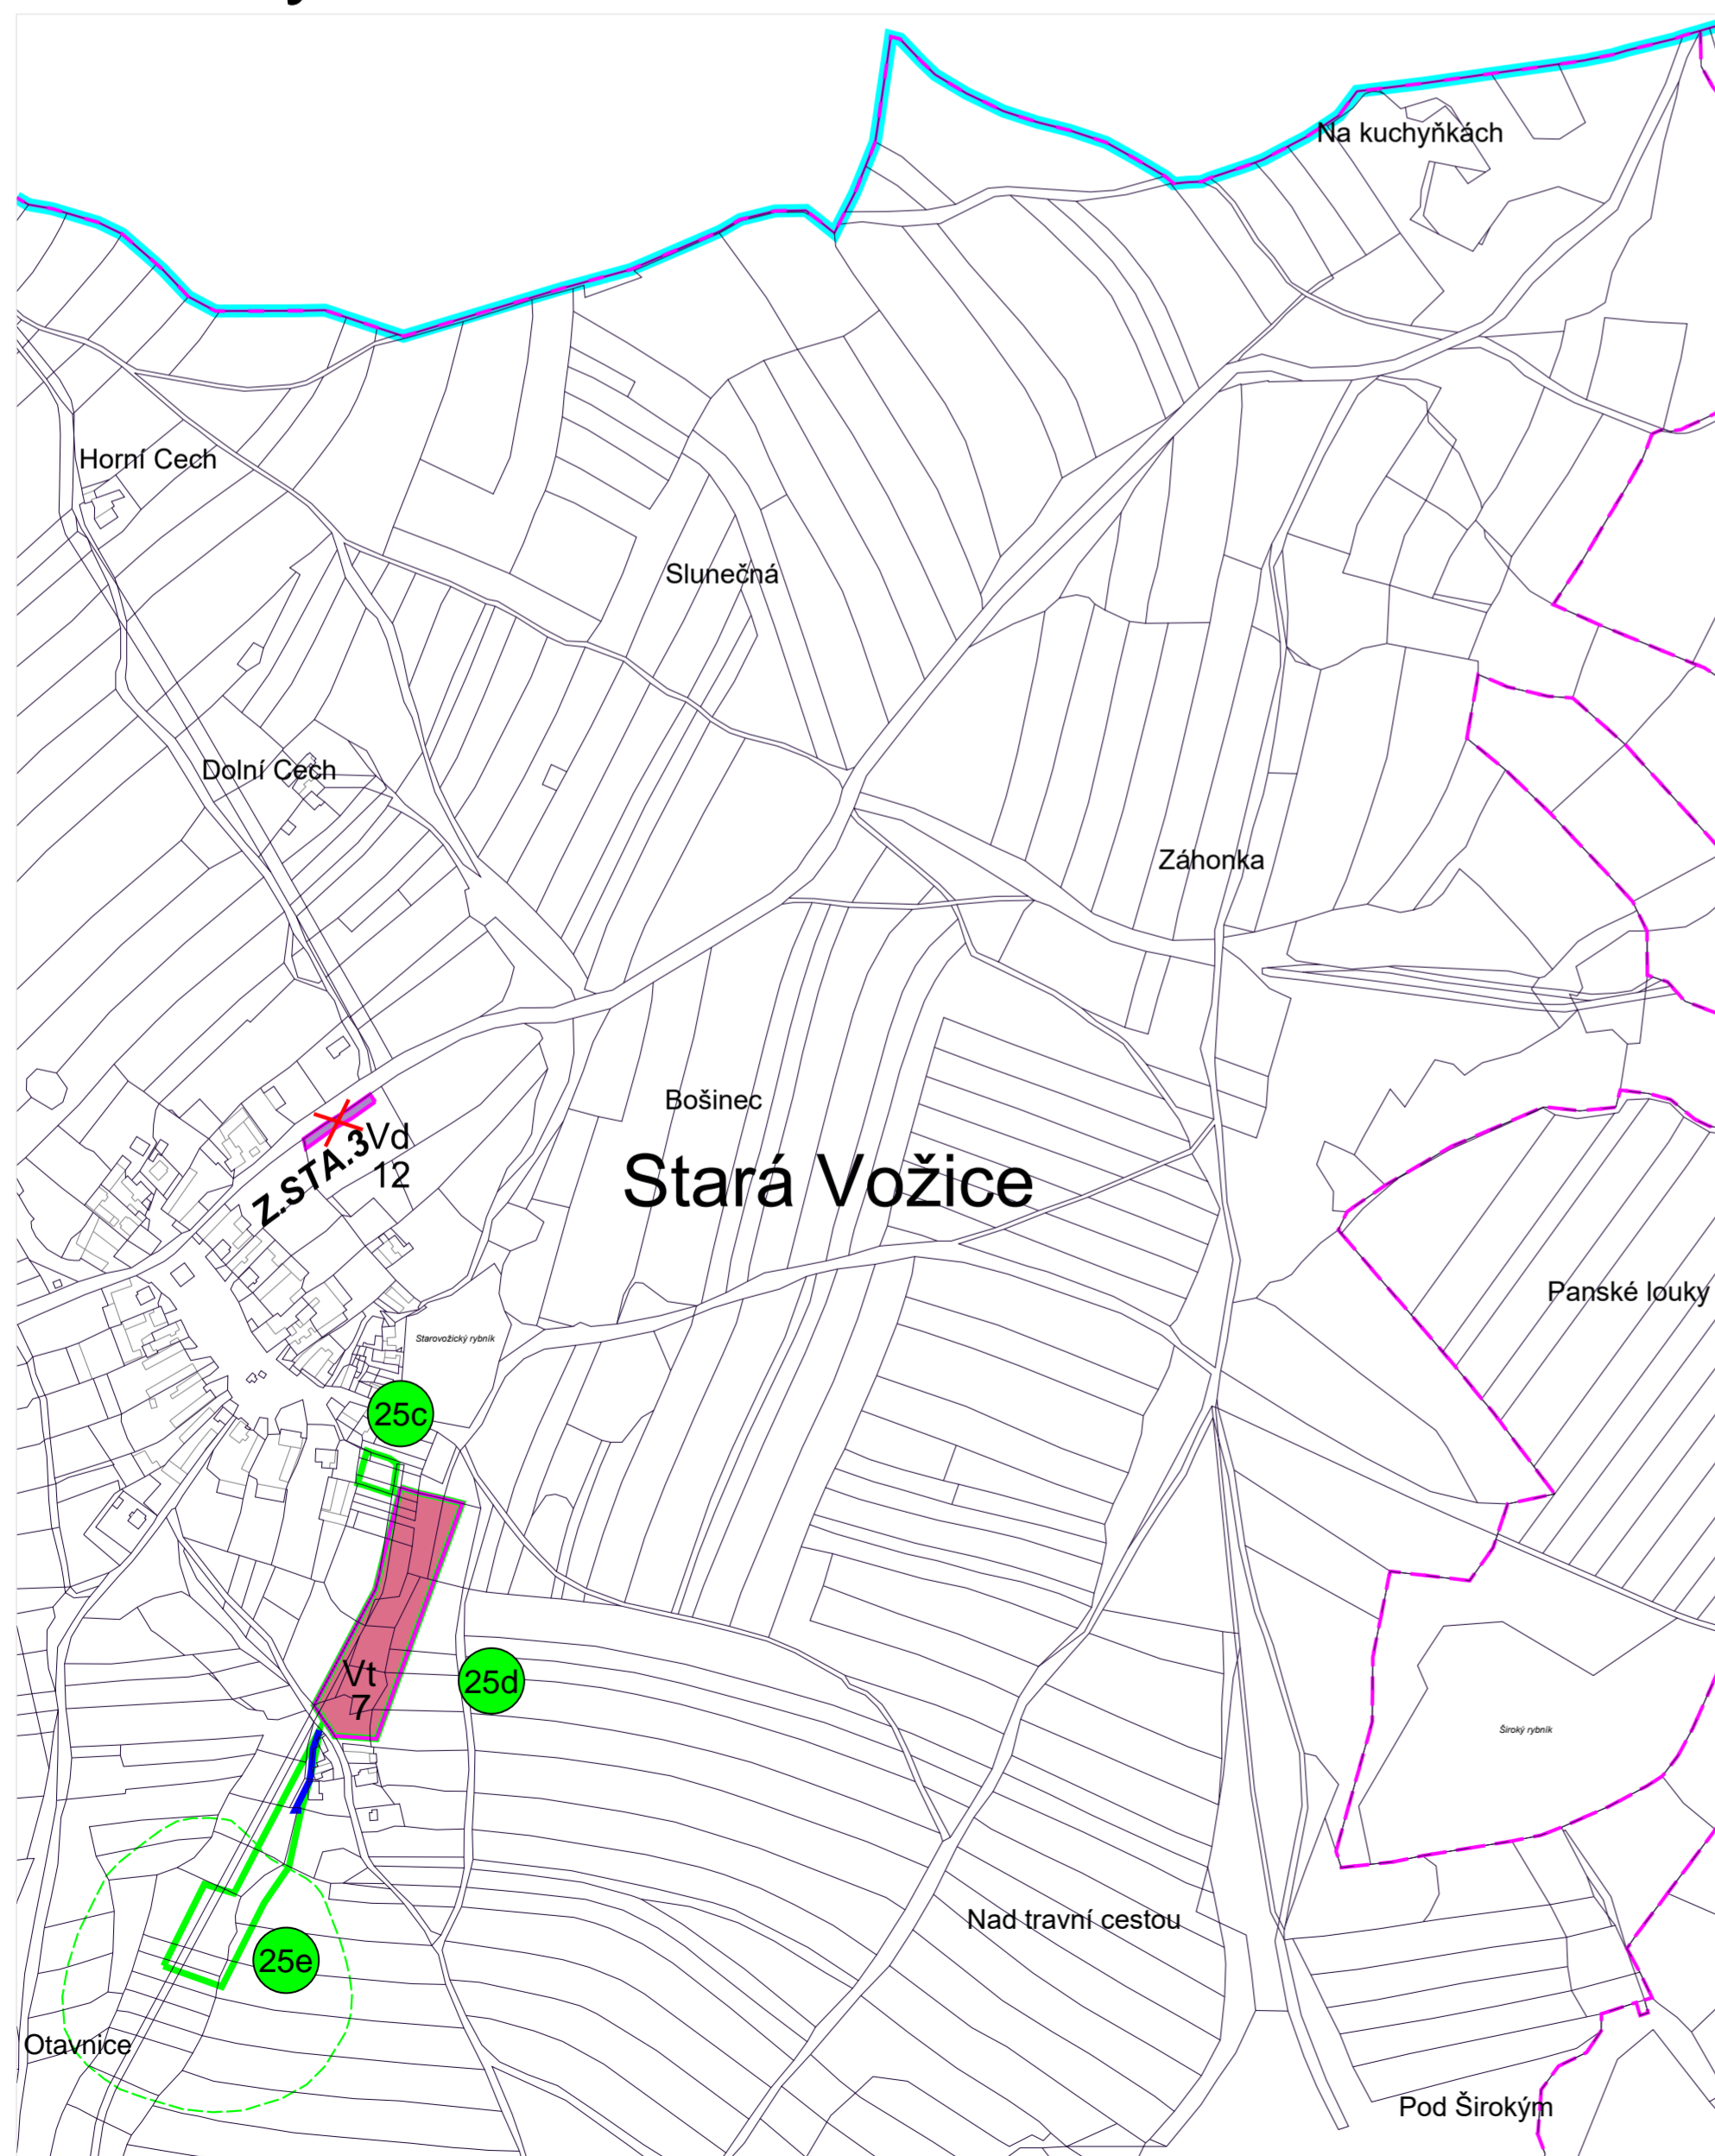 Na kuchyňkách
Horní Cech
Slunečná
Dolní Cech
Záhonka
Bošinec
Vd
12
Z.STA.3
Stará Vožice
Panské louky
Starovožický rybník
25c
Vt
7
25d
Široký rybník
Nad travní cestou
25e
Otavnice
Pod Širokým